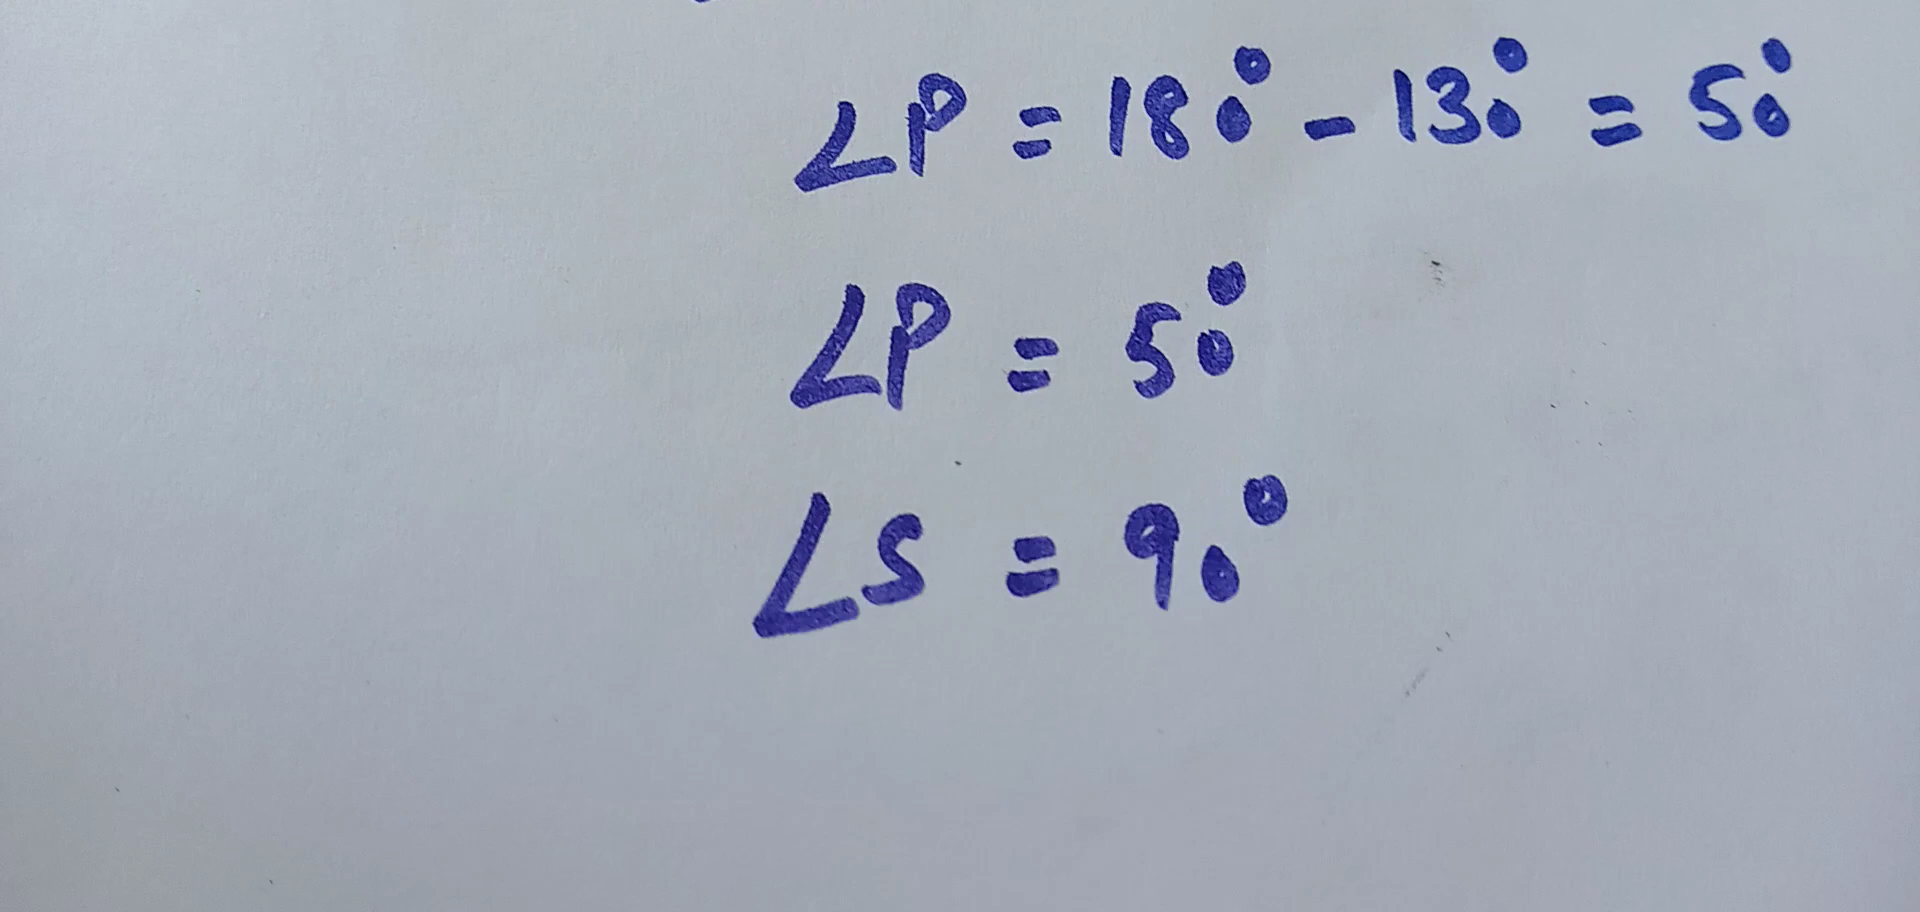 ∠P = 180° - 130° = 50°
∠P = 50°
∠S = 90°